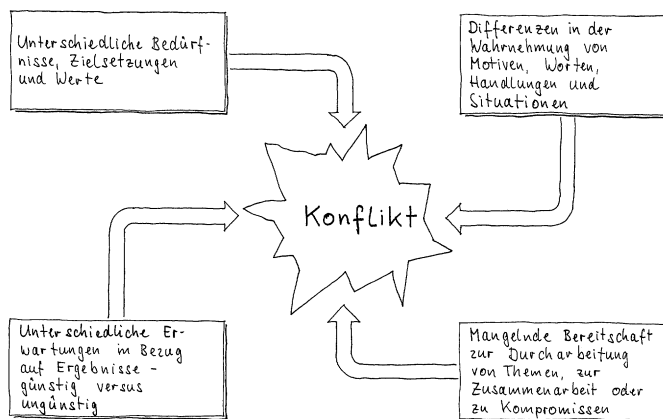 Unterschiedliche Bedürf-
nisse, Zielsetzungen
und Werte
Differenzen in der
Wahrnehmung von
Motiven, Worten,
Handlungen und
Situationen
Konflikt
Unterschiedliche Er-
wartungen in Bezug
auf Ergebnisse -
günstig versus
ungünstig
Mangelnde Bereitschaft
zur Durcharbeitung
von Themen, zur
Zusammenarbeit oder
zu Kompromissen